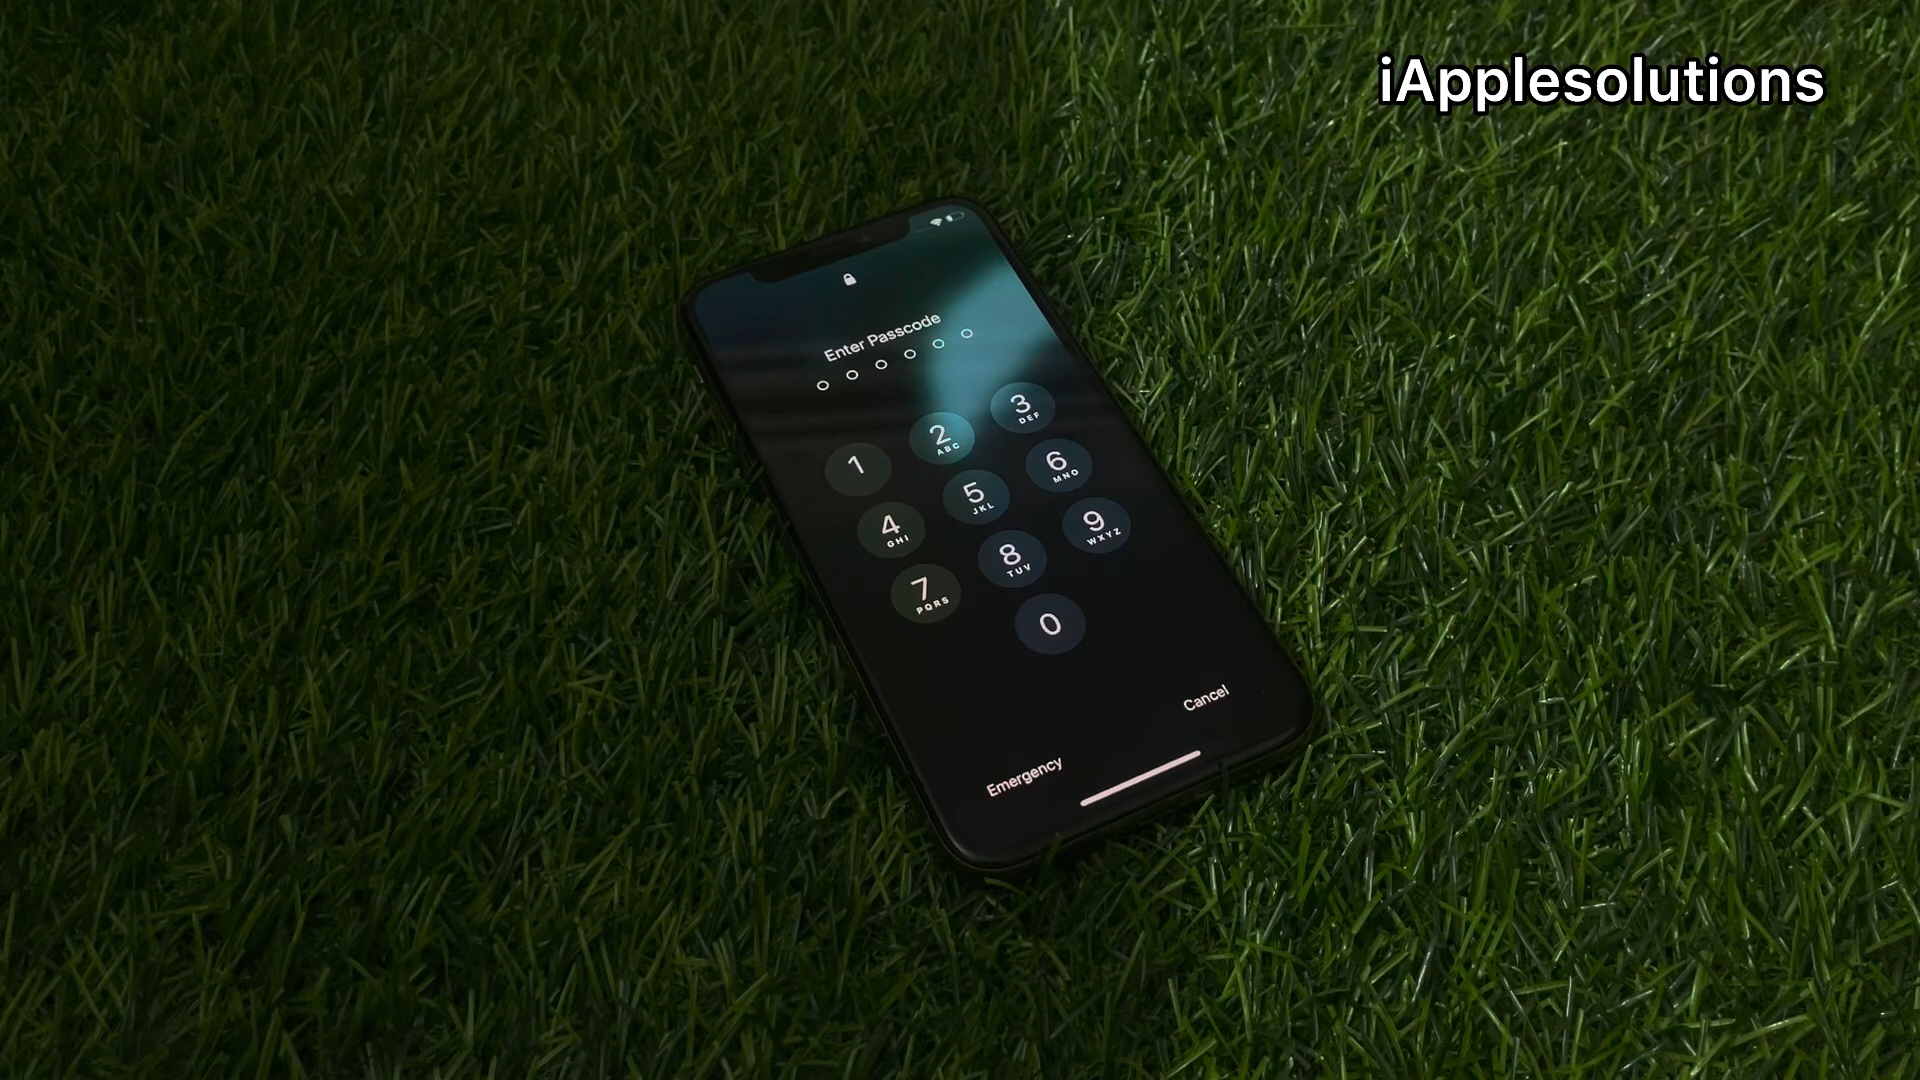 iApplesolutions
Enter Passcode
1
2
ABC
3
DEF
4
GHI
5
JKL
6
MNO
7
PQRS
8
TUV
9
WXYZ
0
Emergency
Cancel